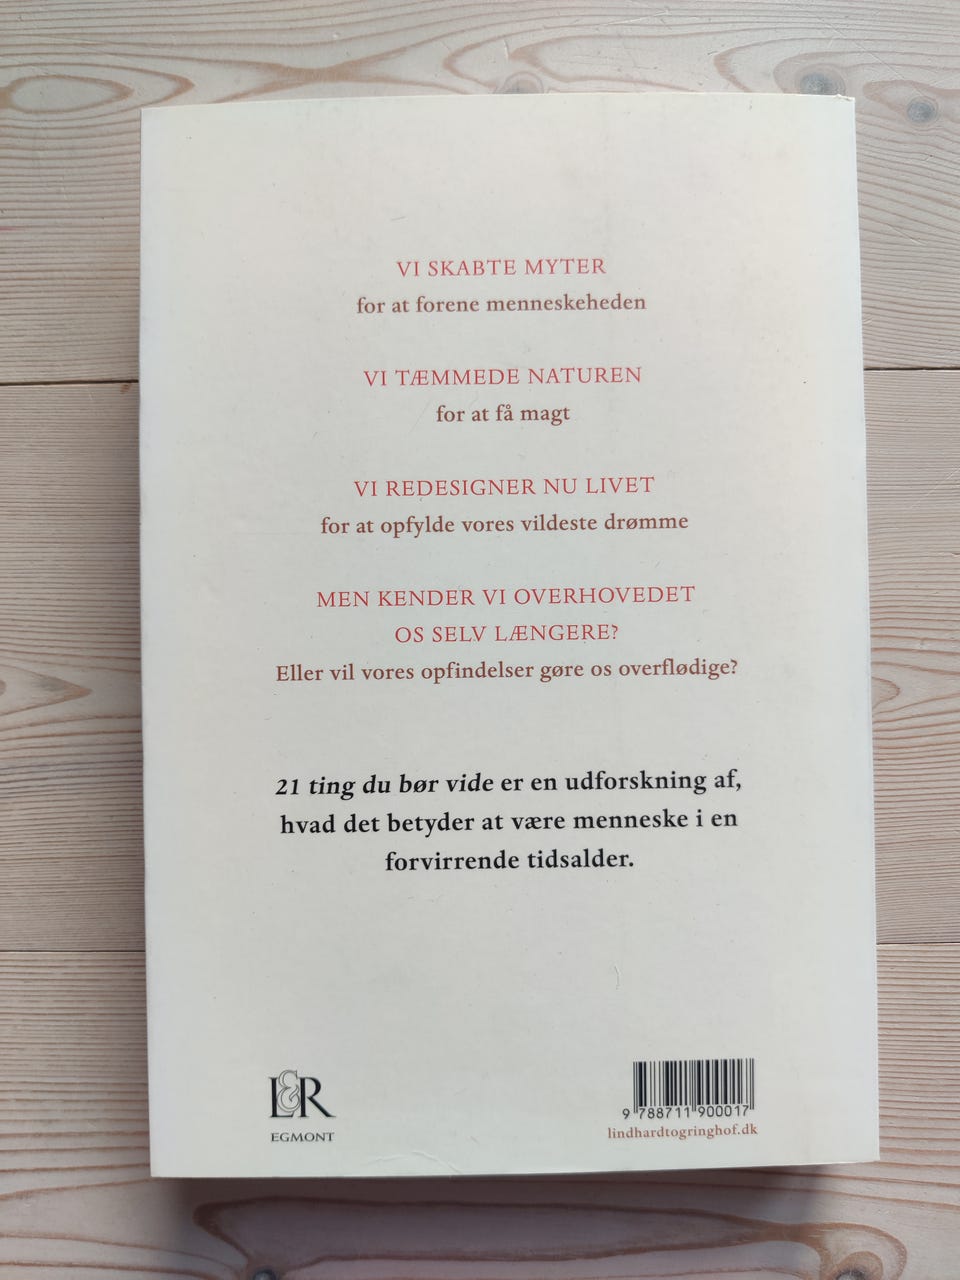 VI SKABTE MYTER
for at forene menneskeheden
VI TÆMMEDE NATUREN
for at få magt
VI REDESIGNER NU LIVET
for at opfylde vores vildeste drømme
MEN KENDER VI OVERHOVEDET
OS SELV LÆNGERE?
Eller vil vores opfindelser gøre os overflødige?
21 ting du bør vide er en udforskning af,
hvad det betyder at være menneske i en
forvirrende tidsalder.
L&R
EGMONT
9 788711 900017
lindhardtogringhof.dk